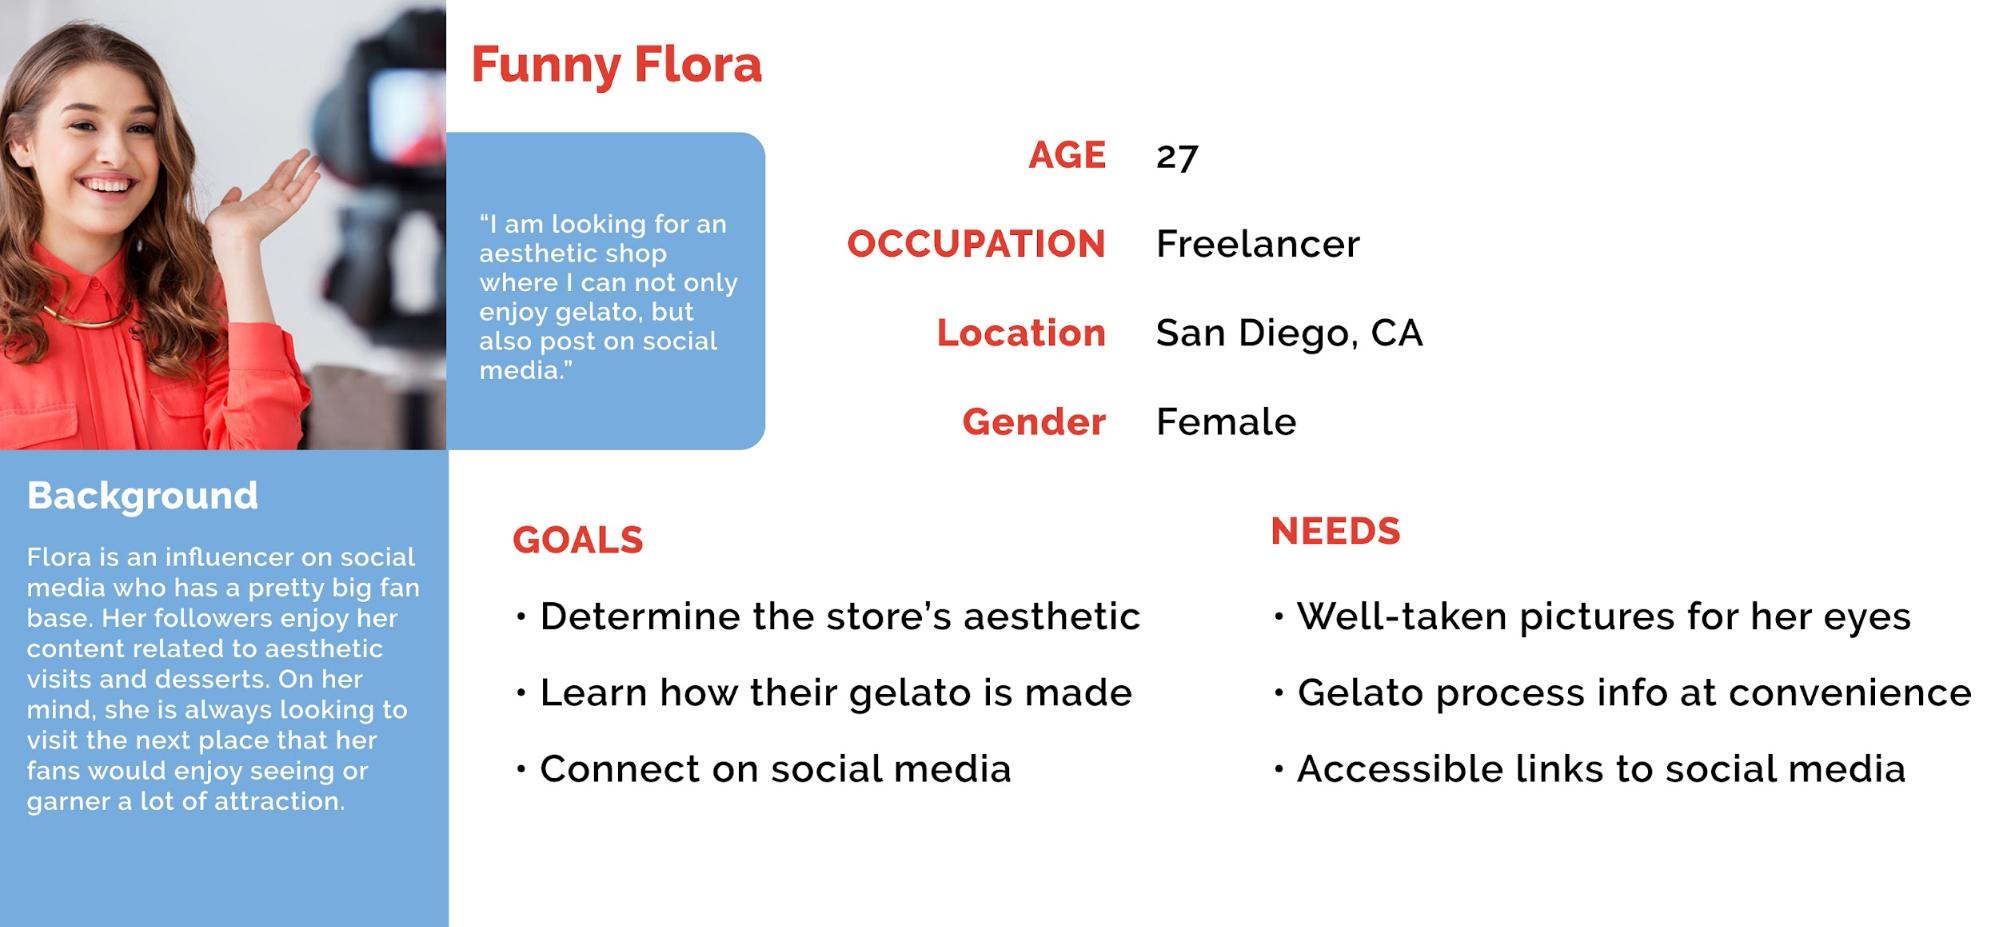 Funny Flora
“I am looking for an
aesthetic shop
where I can not only
enjoy gelato, but
also post on social
media.”
AGE 27
OCCUPATION Freelancer
Location San Diego, CA
Gender Female
Background
Flora is an influencer on social
media who has a pretty big fan
base. Her followers enjoy her
content related to aesthetic
visits and desserts. On her
mind, she is always looking to
visit the next place that her
fans would enjoy seeing or
garner a lot of attraction.
GOALS
• Determine the store’s aesthetic
• Learn how their gelato is made
• Connect on social media
NEEDS
• Well-taken pictures for her eyes
• Gelato process info at convenience
• Accessible links to social media